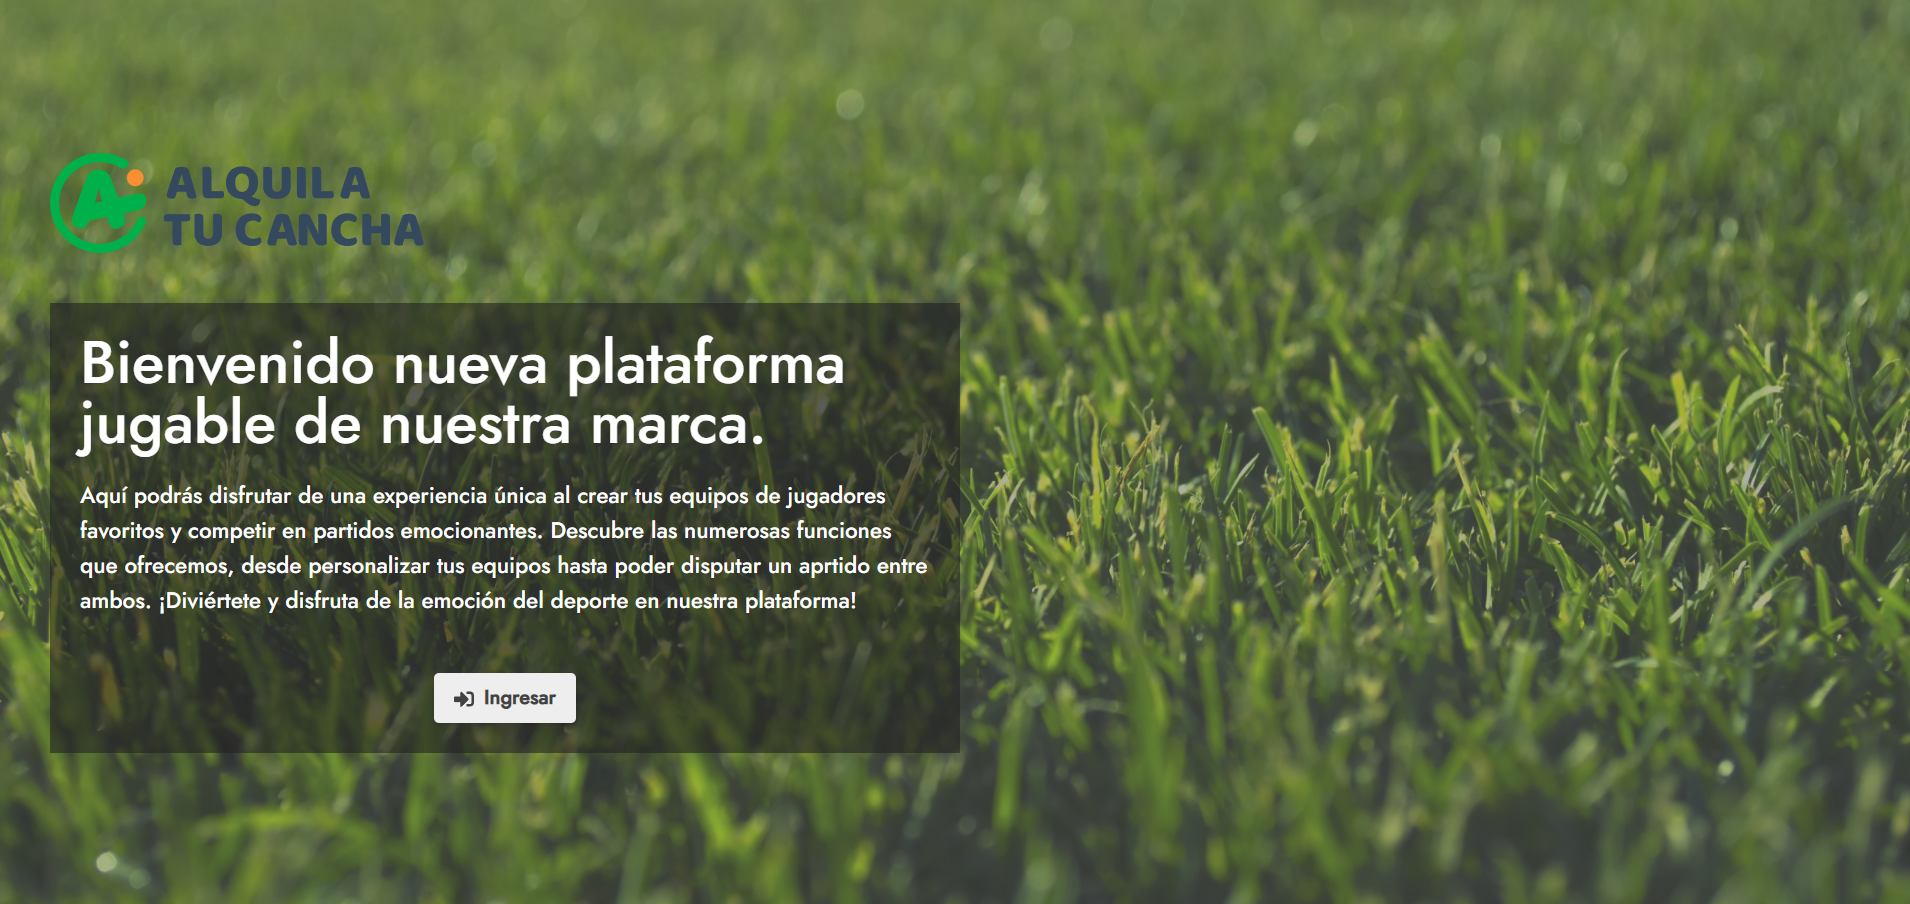 ALQUILA
TU CANCHA
Bienvenido nueva plataforma
jugable de nuestra marca.
Aquí podrás disfrutar de una experiencia única al crear tus equipos de jugadores
favoritos y competir en partidos emocionantes. Descubre las numerosas funciones
que ofrecemos, desde personalizar tus equipos hasta poder disputar un aprtido entre
ambos. ¡Diviértete y disfruta de la emoción del deporte en nuestra plataforma!
Ingresar